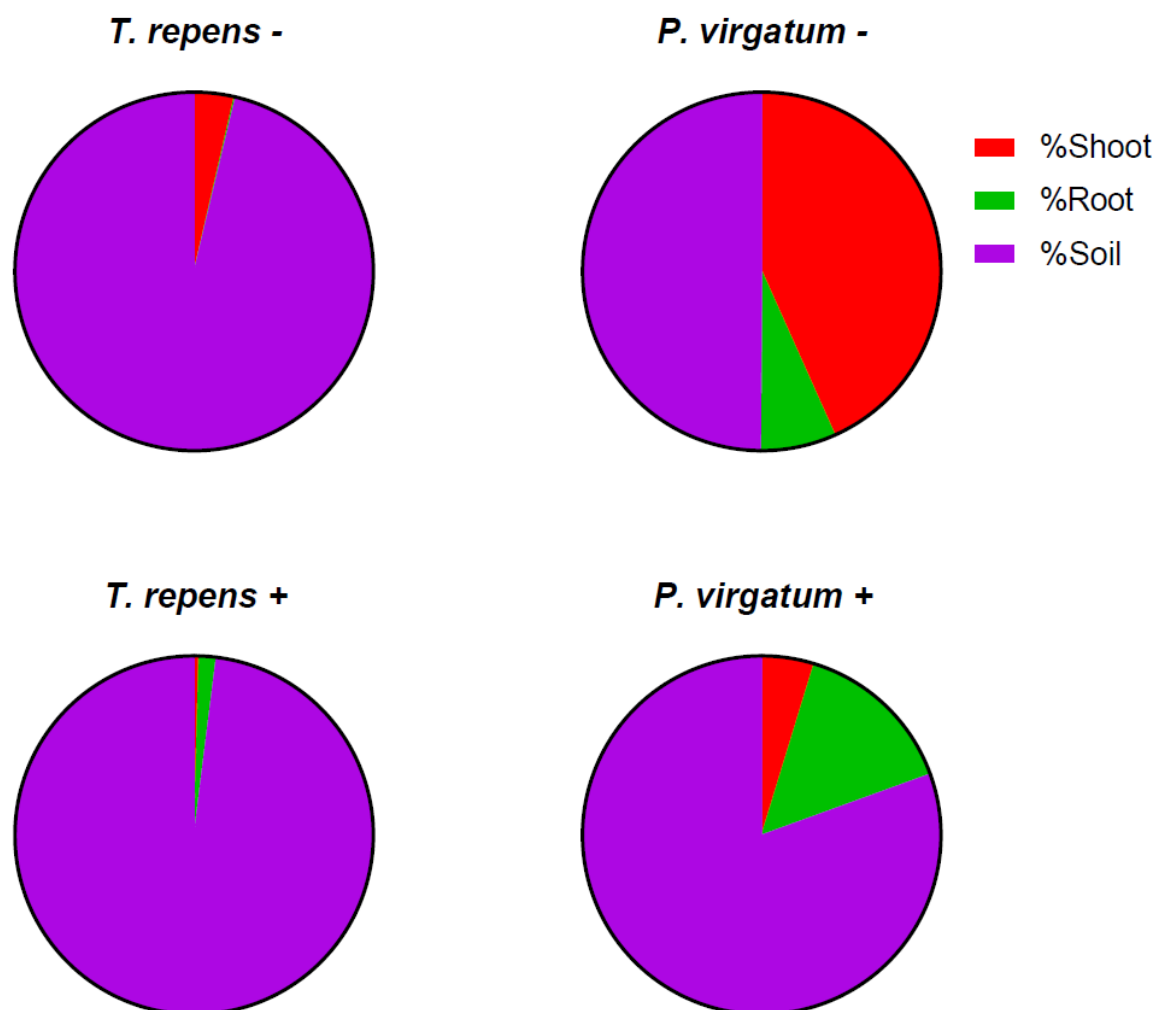 T. repens -
P. virgatum -
%Shoot
%Root
%Soil
T. repens +
P. virgatum +